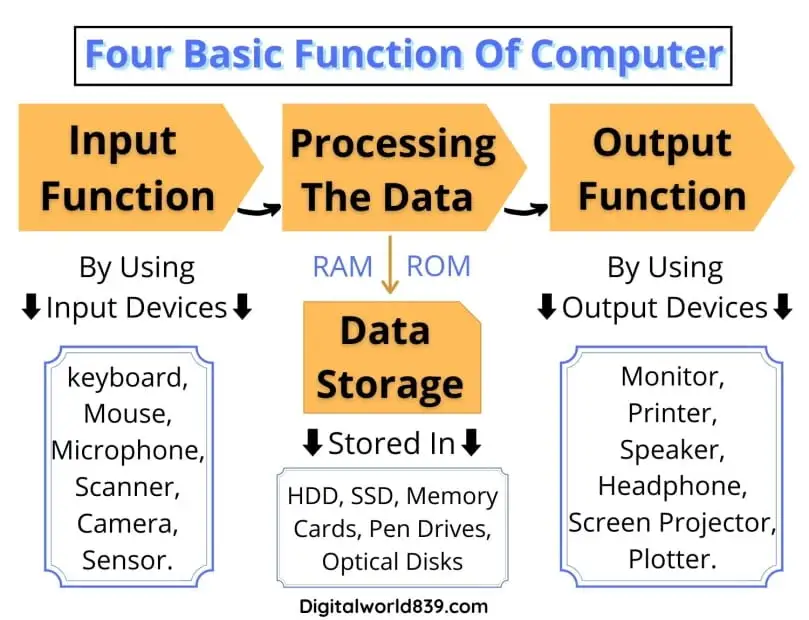 Four Basic Function Of Computer
Input
Function
Processing
The Data
Output
Function
By Using
Input Devices
keyboard,
Mouse,
Microphone,
Scanner,
Camera,
Sensor.
RAM ROM
Data
Storage
Stored In
HDD, SSD, Memory
Cards, Pen Drives,
Optical Disks
By Using
Output Devices
Monitor,
Printer,
Speaker,
Headphone,
Screen Projector,
Plotter.
Digitalworld839.com